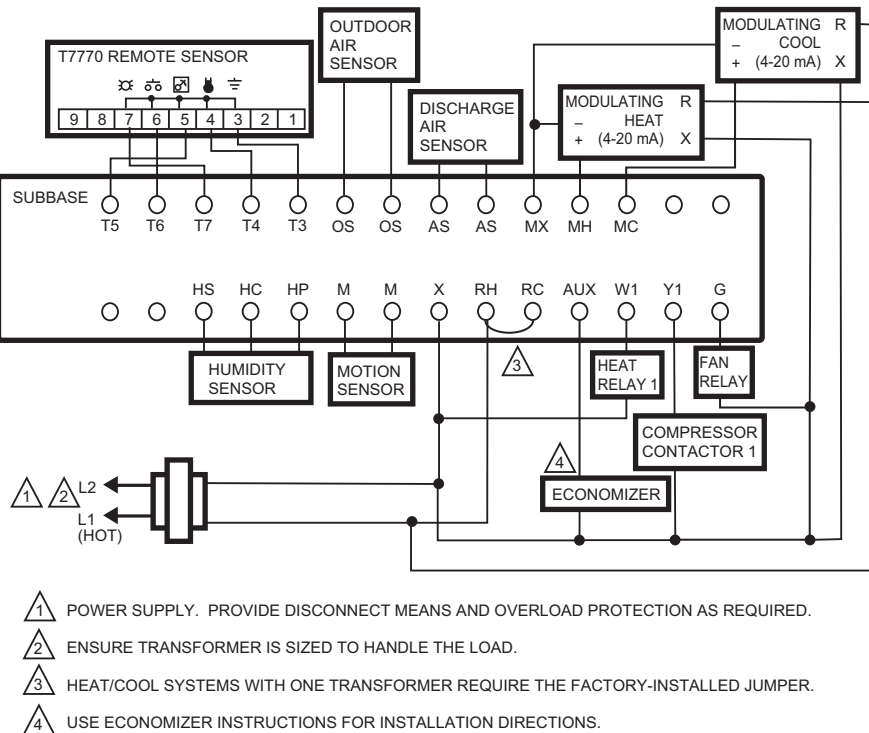 OUTDOOR
AIR
SENSOR
MODULATING R
– COOL
+ (4-20 mA) X
T7770 REMOTE SENSOR
9 8 7 6 5 4 3 2 1
DISCHARGE
AIR
SENSOR
MODULATING R
– HEAT
+ (4-20 mA) X
SUBBASE
T5 T6 T7 T4 T3 OS OS AS AS MX MH MC
HS HC HP M M X RH RC AUX W1 Y1 G
HUMIDITY
SENSOR
MOTION
SENSOR
3
HEAT
RELAY 1
FAN
RELAY
COMPRESSOR
CONTACTOR 1
4
ECONOMIZER
1 2 L2
L1
(HOT)
1 POWER SUPPLY. PROVIDE DISCONNECT MEANS AND OVERLOAD PROTECTION AS REQUIRED.
2 ENSURE TRANSFORMER IS SIZED TO HANDLE THE LOAD.
3 HEAT/COOL SYSTEMS WITH ONE TRANSFORMER REQUIRE THE FACTORY-INSTALLED JUMPER.
4 USE ECONOMIZER INSTRUCTIONS FOR INSTALLATION DIRECTIONS.